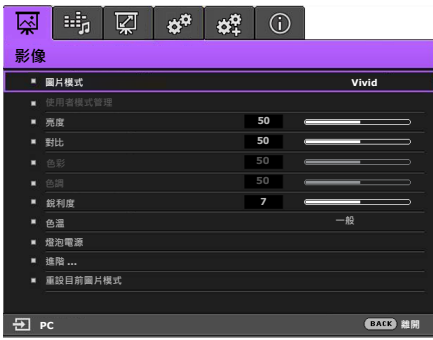 影像
圖片模式 Vivid
使用者模式管理
亮度 50
對比 50
色彩 50
色調 50
銳利度 7
色溫 一般
燈泡電源
進階 ...
重設目前圖片模式
PC BACK 離開